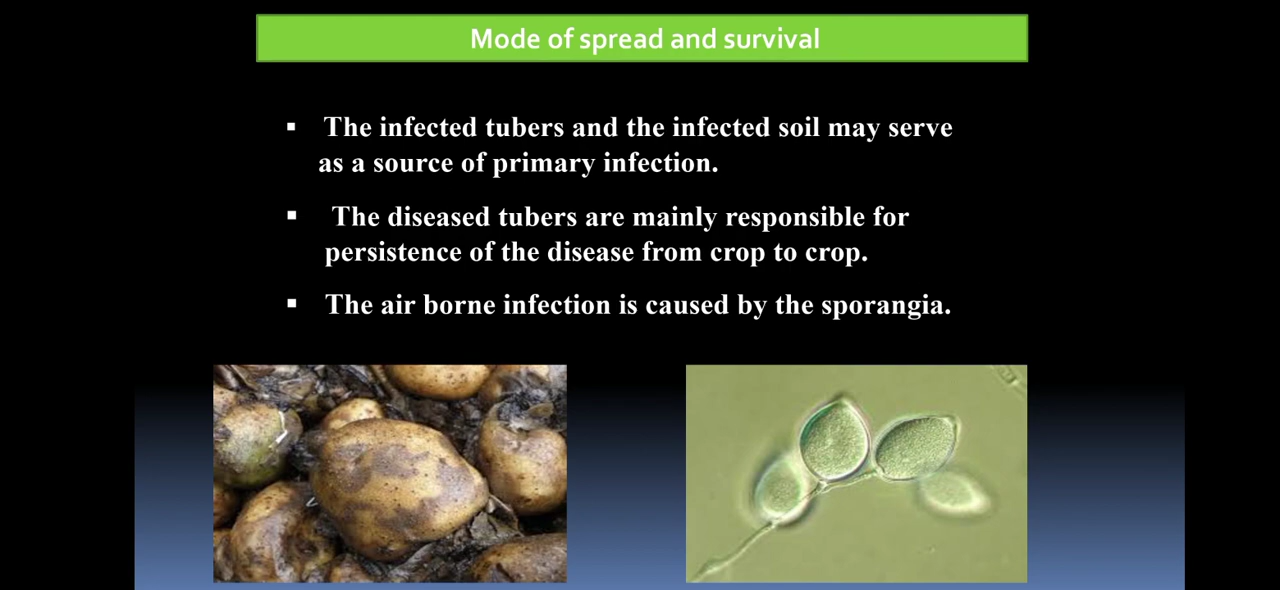 Mode of spread and survival
▪ The infected tubers and the infected soil may serve
as a source of primary infection.
▪ The diseased tubers are mainly responsible for
persistence of the disease from crop to crop.
▪ The air borne infection is caused by the sporangia.